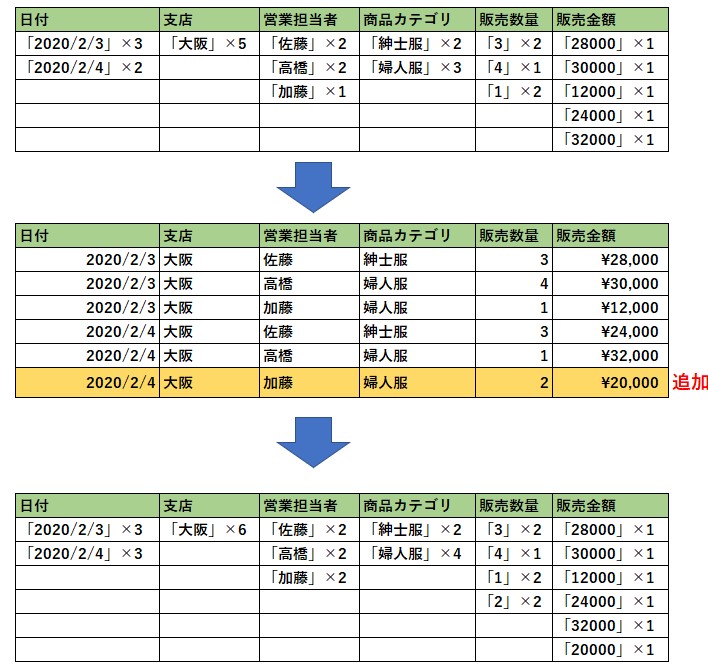 日付 支店 営業担当者 商品カテゴリ 販売数量 販売金額
「2020/2/3」×3 「大阪」×5 「佐藤」×2 「紳士服」×2 「3」×2 「28000」×1
「2020/2/4」×2 「高橋」×2 「婦人服」×3 「4」×1 「30000」×1
「加藤」×1 「1」×2 「12000」×1
「24000」×1
「32000」×1
日付 支店 営業担当者 商品カテゴリ 販売数量 販売金額
2020/2/3 大阪 佐藤 紳士服 3 ¥28,000
2020/2/3 大阪 高橋 婦人服 4 ¥30,000
2020/2/3 大阪 加藤 婦人服 1 ¥12,000
2020/2/4 大阪 佐藤 紳士服 3 ¥24,000
2020/2/4 大阪 高橋 婦人服 1 ¥32,000
2020/2/4 大阪 加藤 婦人服 2 ¥20,000 追加
日付 支店 営業担当者 商品カテゴリ 販売数量 販売金額
「2020/2/3」×3 「大阪」×6 「佐藤」×2 「紳士服」×2 「3」×2 「28000」×1
「2020/2/4」×3 「高橋」×2 「婦人服」×4 「4」×1 「30000」×1
「加藤」×2 「1」×2 「12000」×1
「2」×2 「24000」×1
「32000」×1
「20000」×1